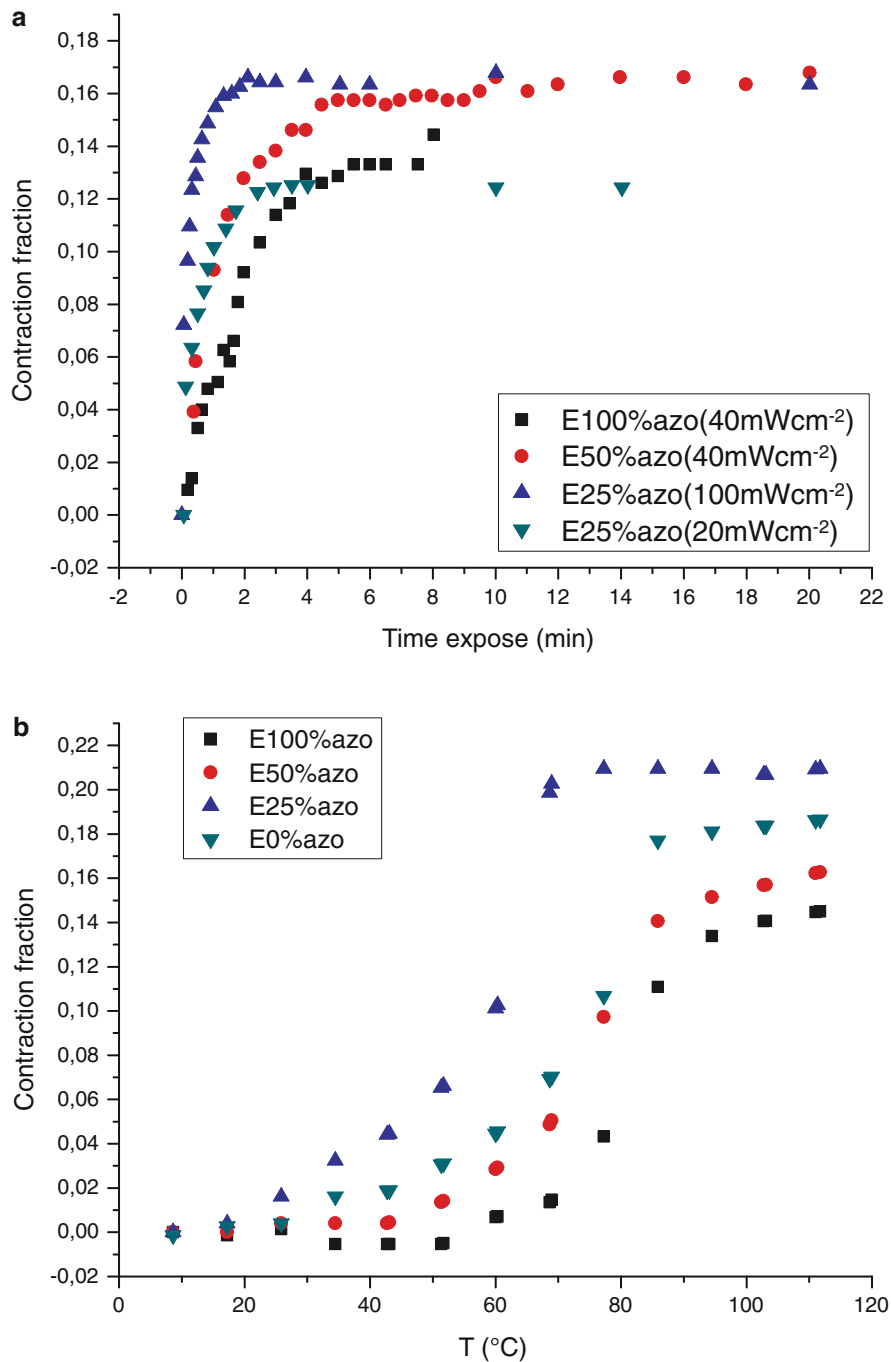 a
0,18
0,16
0,14
0,12
0,10
0,08
0,06
0,04
0,02
0,00
-0,02
Contraction fraction
E100%azo(40mWcm-2)
E50%azo(40mWcm-2)
E25%azo(100mWcm-2)
E25%azo(20mWcm-2)
-2 0 2 4 6 8 10 12 14 16 18 20 22
Time expose (min)
b
0,22
0,20
0,18
0,16
0,14
0,12
0,10
0,08
0,06
0,04
0,02
0,00
-0,02
Contraction fraction
E100%azo
E50%azo
E25%azo
E0%azo
0 20 40 60 80 100 120
T (°C)